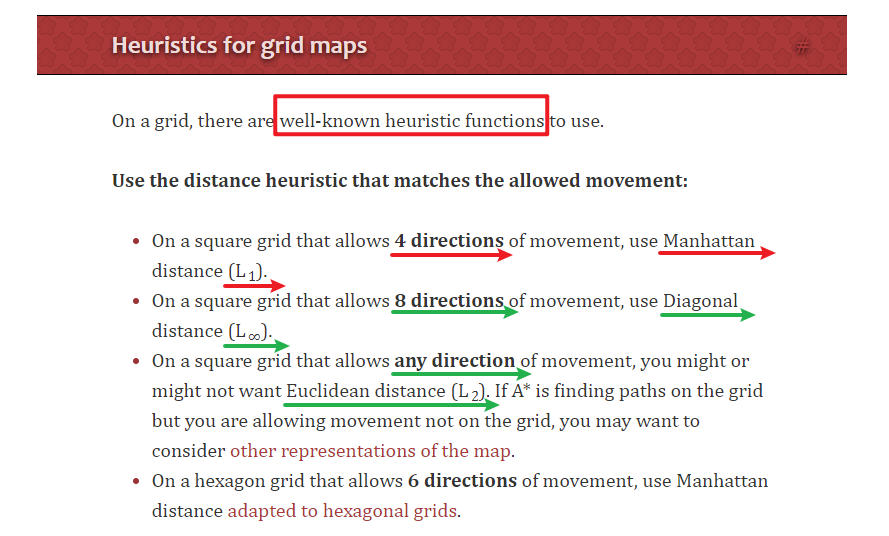 Heuristics for grid maps #
On a grid, there are well-known heuristic functions to use.
Use the distance heuristic that matches the allowed movement:
• On a square grid that allows 4 directions of movement, use Manhattan
distance (L₁).
• On a square grid that allows 8 directions of movement, use Diagonal
distance (L∞).
• On a square grid that allows any direction of movement, you might or
might not want Euclidean distance (L₂). If A* is finding paths on the grid
but you are allowing movement not on the grid, you may want to
consider other representations of the map.
• On a hexagon grid that allows 6 directions of movement, use Manhattan
distance adapted to hexagonal grids.